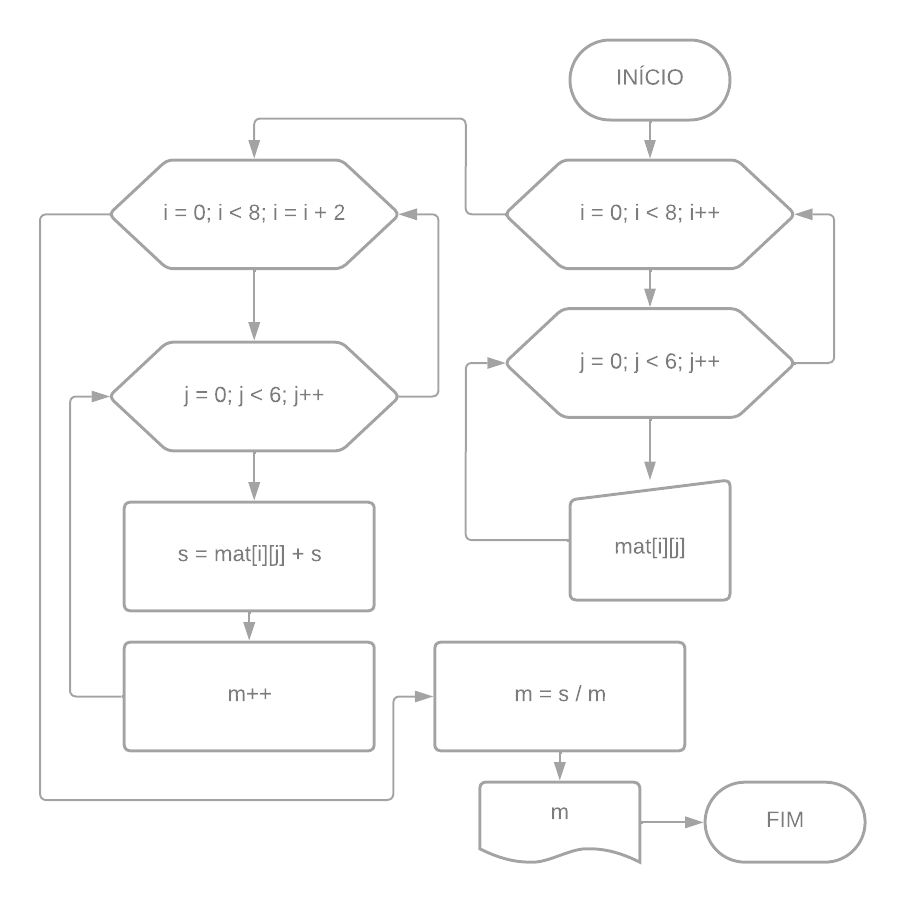 INÍCIO
i = 0; i < 8; i++
j = 0; j < 6; j++
mat[i][j]
i = 0; i < 8; i = i + 2
j = 0; j < 6; j++
s = mat[i][j] + s
m++
m = s / m
m
FIM